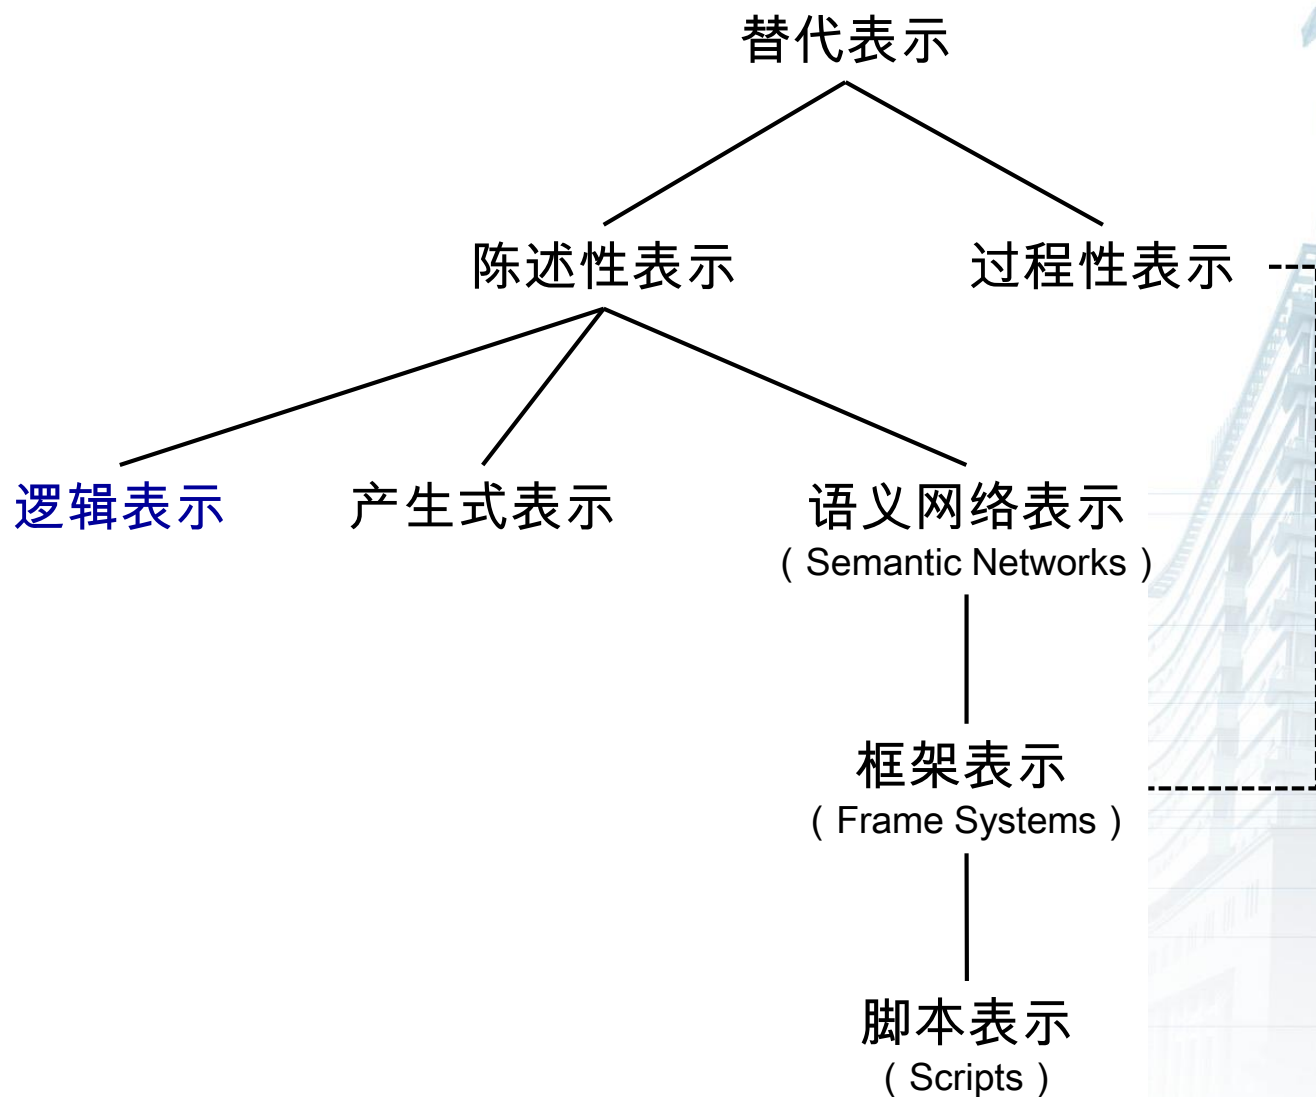 替代表示
陈述性表示
过程性表示
逻辑表示
产生式表示
语义网络表示
（Semantic Networks）
框架表示
（Frame Systems）
脚本表示
（Scripts）